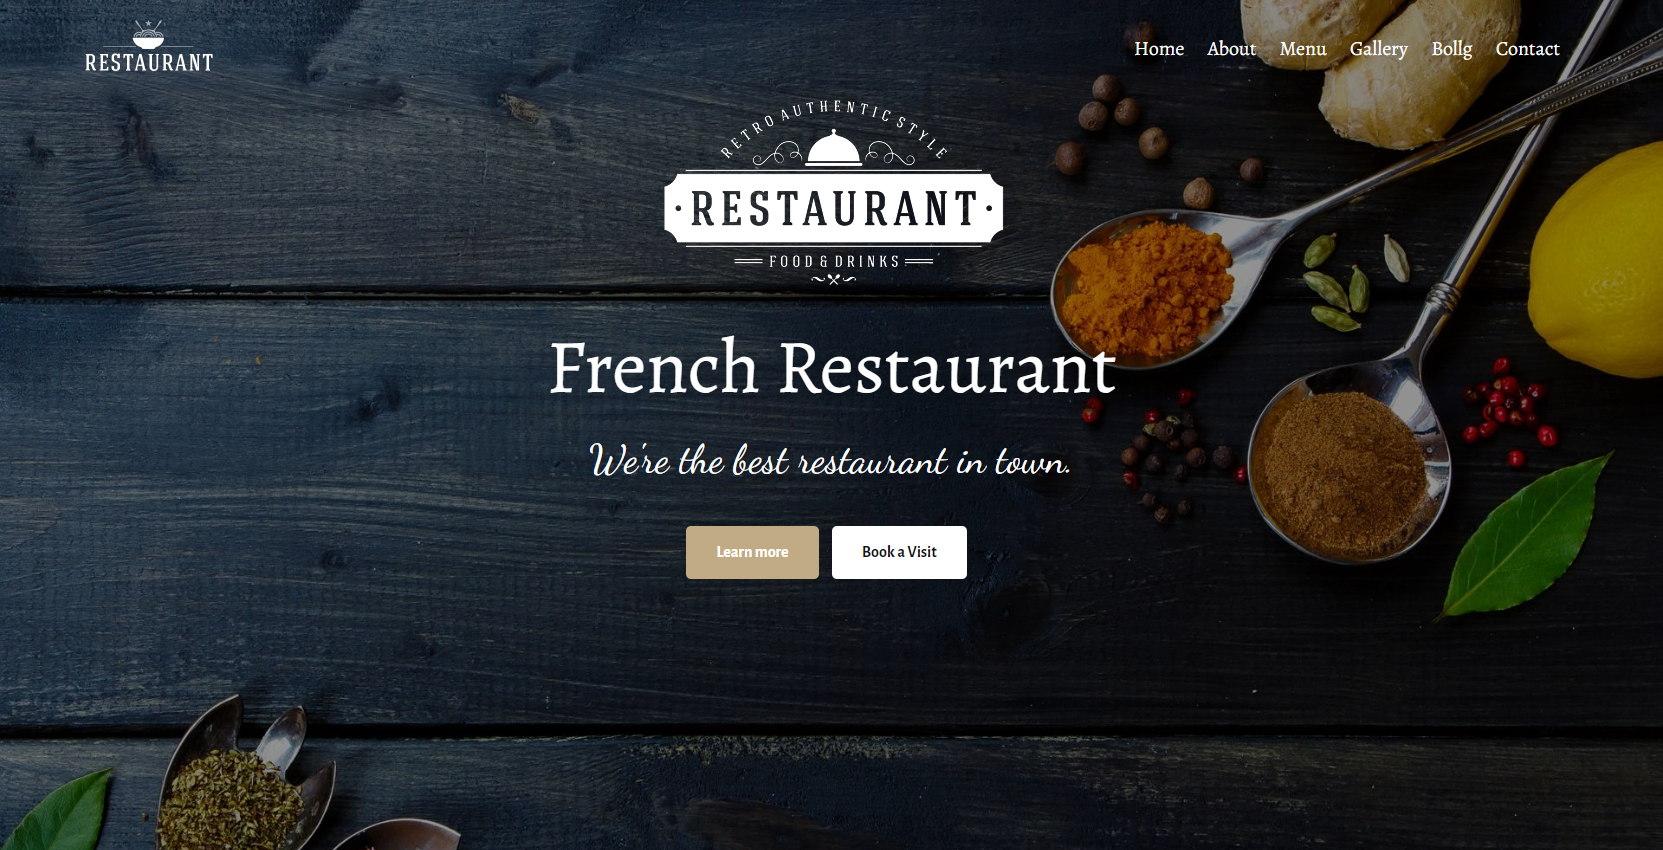 RESTAURANT
Home About Menu Gallery Bollg Contact
RETRO AUTHENTIC STYLE
RESTAURANT
FOOD & DRINKS
French Restaurant
We're the best restaurant in town.
Learn more Book a Visit